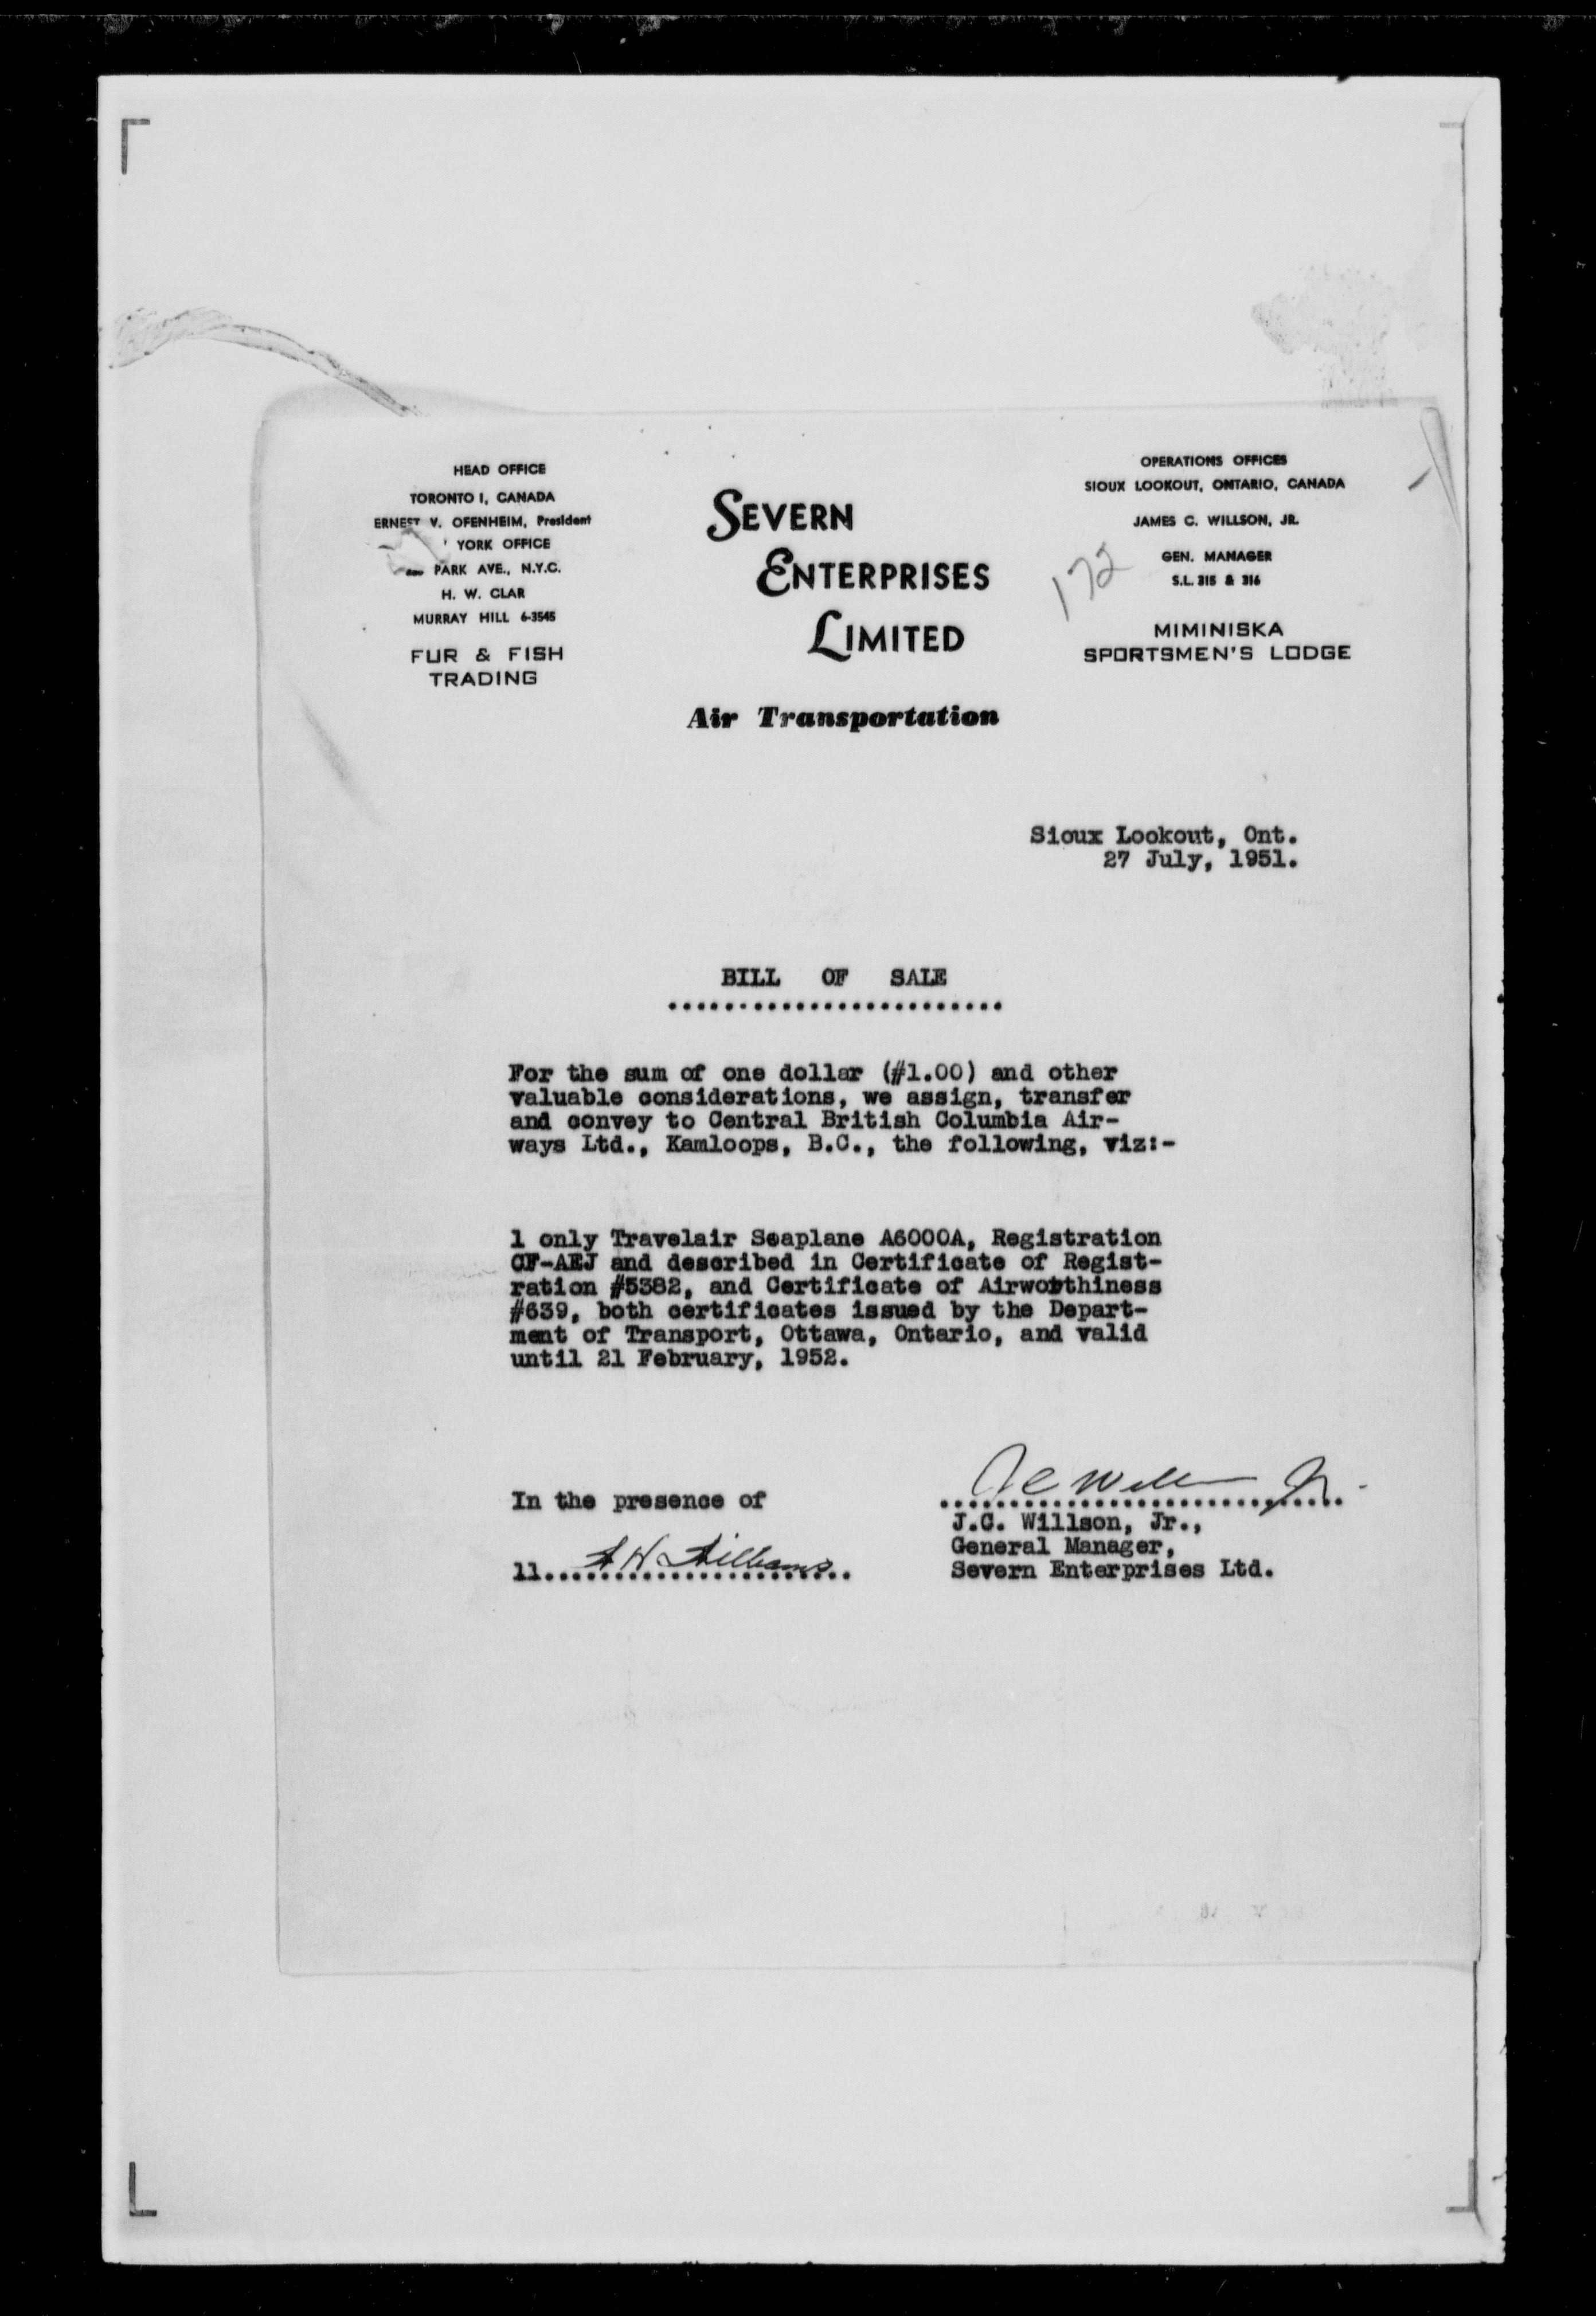 HEAD OFFICE
TORONTO 1, CANADA
ERNEST V. OFENHEIM, President
YORK OFFICE
PARK AVE., N.Y.C.
H. W. CLAR
MURRAY HILL 6-3545
FUR & FISH
TRADING
SEVERN
ENTERPRISES
LIMITED
Air Transportation
OPERATIONS OFFICES
SIOUX LOOKOUT, ONTARIO, CANADA
JAMES C. WILLSON, JR.
GEN. MANAGER
S.L. 315 & 316
MIMINISKA
SPORTSMEN'S LODGE
172
Sioux Lookout, Ont.
27 July, 1951.
BILL OF SALE
........................
For the sum of one dollar (#1.00) and other
valuable considerations, we assign, transfer
and convey to Central British Columbia Air-
ways Ltd., Kamloops, B.C., the following, viz:-
1 only Travelair Seaplane A6000A, Registration
CF-AEJ and described in Certificate of Regist-
ration #5382, and Certificate of Airworthiness
#639, both certificates issued by the Depart-
ment of Transport, Ottawa, Ontario, and valid
until 21 February, 1952.
In the presence of
11......................
J C Willson Jr.
.............................
J.C. Willson, Jr.,
General Manager,
Severn Enterprises Ltd.